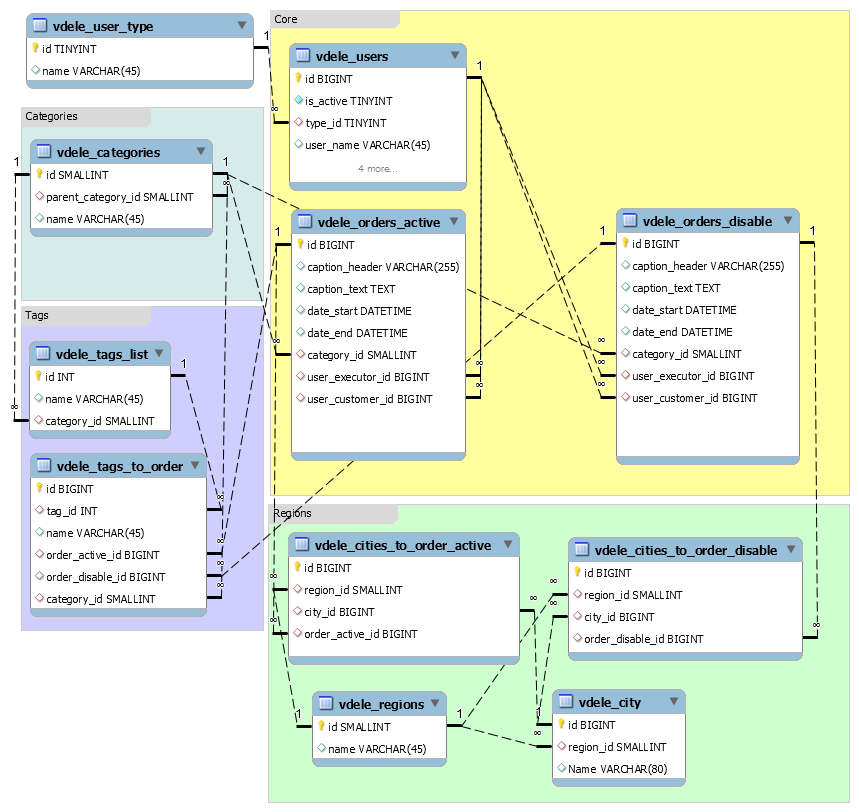 vdele_user_type
id TINYINT
name VARCHAR(45)
1
∞
Core
vdele_users
id BIGINT
is_active TINYINT
type_id TINYINT
user_name VARCHAR(45)
4 more...
1
Categories
vdele_categories
id SMALLINT
parent_category_id SMALLINT
name VARCHAR(45)
1
1
∞
vdele_orders_active
id BIGINT
caption_header VARCHAR(255)
caption_text TEXT
date_start DATETIME
date_end DATETIME
category_id SMALLINT
user_executor_id BIGINT
user_customer_id BIGINT
1
∞
∞
∞
vdele_orders_disable
id BIGINT
caption_header VARCHAR(255)
caption_text TEXT
date_start DATETIME
date_end DATETIME
category_id SMALLINT
user_executor_id BIGINT
user_customer_id BIGINT
1
1
∞
∞
∞
Tags
vdele_tags_list
id INT
name VARCHAR(45)
category_id SMALLINT
1
∞
vdele_tags_to_order
id BIGINT
tag_id INT
name VARCHAR(45)
order_active_id BIGINT
order_disable_id BIGINT
category_id SMALLINT
∞
∞
∞
∞
Regions
vdele_cities_to_order_active
id BIGINT
region_id SMALLINT
city_id BIGINT
order_active_id BIGINT
∞
∞
∞
vdele_cities_to_order_disable
id BIGINT
region_id SMALLINT
city_id BIGINT
order_disable_id BIGINT
∞
∞
∞
vdele_regions
id SMALLINT
name VARCHAR(45)
1
1
vdele_city
id BIGINT
region_id SMALLINT
Name VARCHAR(80)
1
∞